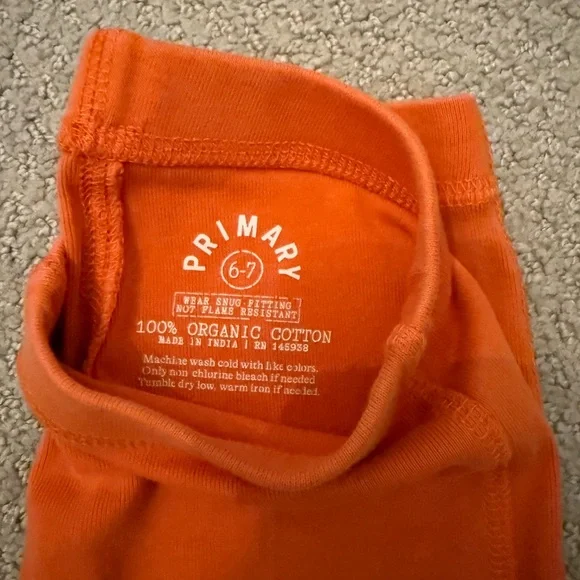 PRIMARY
6-7
WEAR SNUG-FITTING
NOT FLAME RESISTANT
100% ORGANIC COTTON
MADE IN INDIA | RN 145938
Machine wash cold with like colors.
Only non-chlorine bleach if needed
Tumble dry low, warm iron if needed.